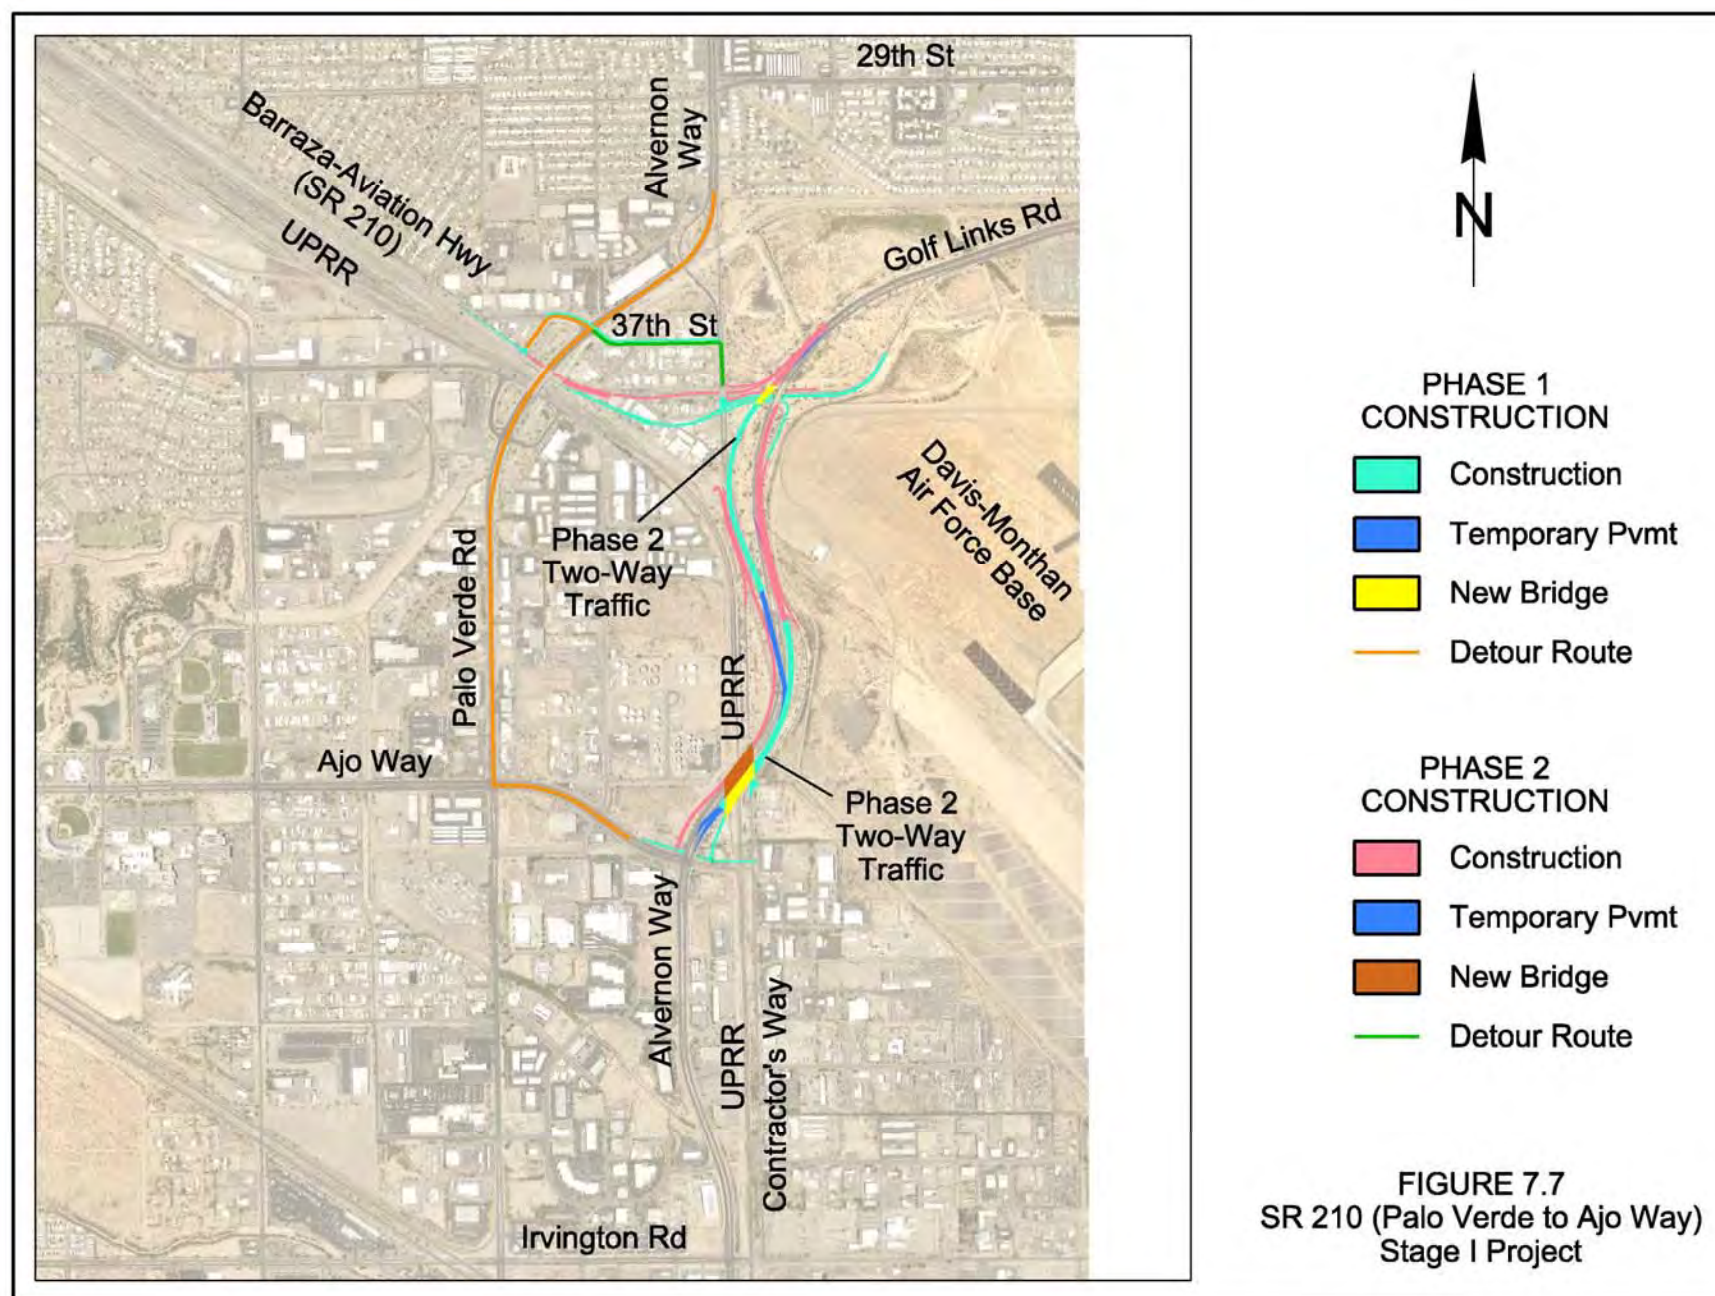 29th St
Alvernon
Way
Barraza-Aviation Hwy
(SR 210)
UPRR
Golf Links Rd
37th St
Davis-Monthan
Air Force Base
Phase 2
Two-Way
Traffic
Palo Verde Rd
UPRR
Ajo Way
Phase 2
Two-Way
Traffic
Alvernon Way
UPRR
Contractor's Way
Irvington Rd
N
PHASE 1
CONSTRUCTION
Construction
Temporary Pvmt
New Bridge
Detour Route
PHASE 2
CONSTRUCTION
Construction
Temporary Pvmt
New Bridge
Detour Route
FIGURE 7.7
SR 210 (Palo Verde to Ajo Way)
Stage I Project